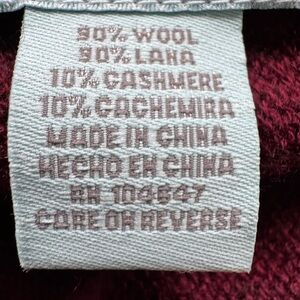 90% WOOL
90% LANA
10% CASHMERE
10% CACHEMIRA
MADE IN CHINA
HECHO EN CHINA
RN 104647
CARE ON REVERSE